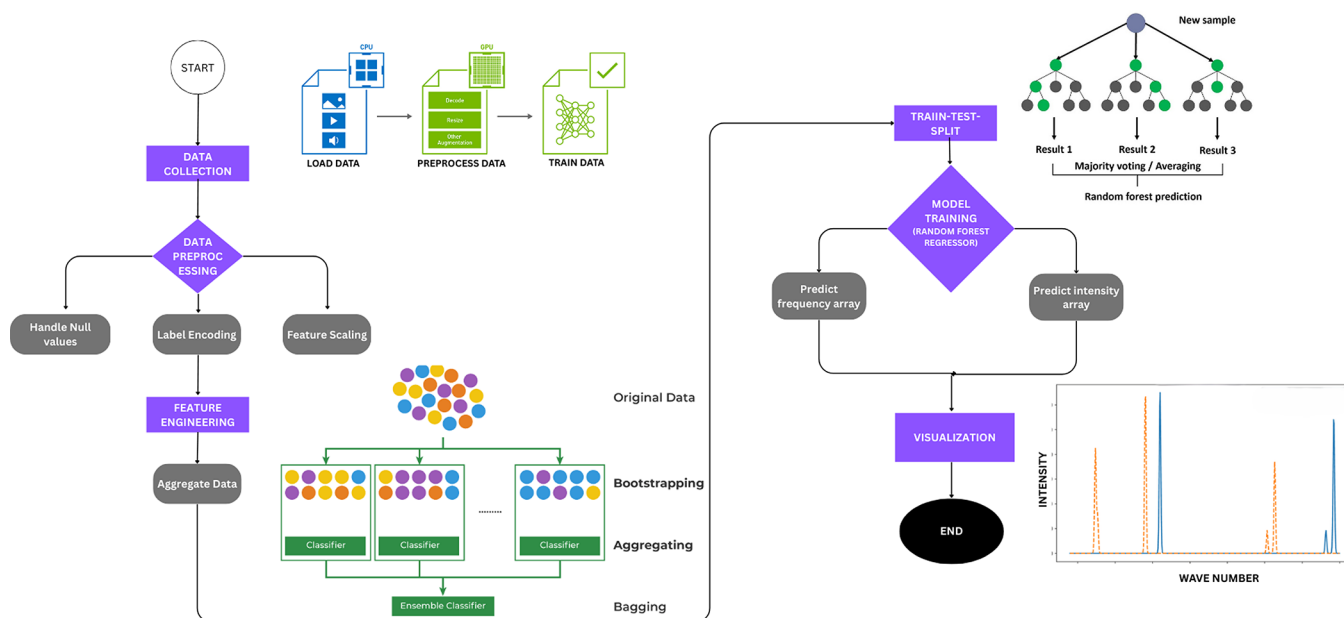 START
DATA
COLLECTION
DATA
PREPROC
ESSING
Handle Null
values
Label Encoding
Feature Scaling
FEATURE
ENGINEERING
Aggregate Data
CPU
LOAD DATA
GPU
Decode
Resize
Other
Augmentation
PREPROCESS DATA
TRAIN DATA
Original Data
Bootstrapping
.........
Classifier
Classifier
Classifier
Aggregating
Ensemble Classifier
Bagging
TRAIIN-TEST-
SPLIT
MODEL
TRAINING
(RANDOM FOREST
REGRESSOR)
Predict
frequency array
Predict intensity
array
VISUALIZATION
END
New sample
Result 1
Result 2
Result 3
Majority voting / Averaging
Random forest prediction
INTENSITY
WAVE NUMBER